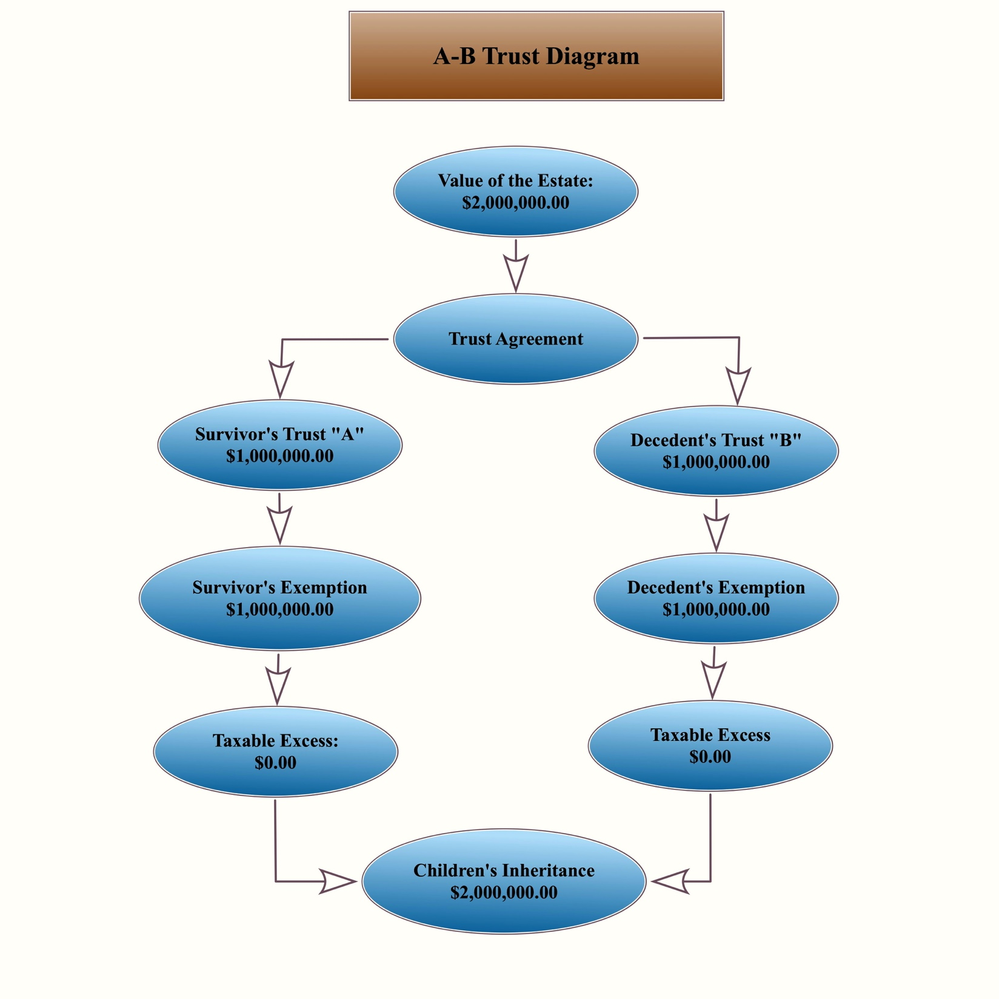 A-B Trust Diagram
Value of the Estate:
$2,000,000.00
Trust Agreement
Survivor's Trust "A"
$1,000,000.00
Decedent's Trust "B"
$1,000,000.00
Survivor's Exemption
$1,000,000.00
Decedent's Exemption
$1,000,000.00
Taxable Excess:
$0.00
Taxable Excess
$0.00
Children's Inheritance
$2,000,000.00